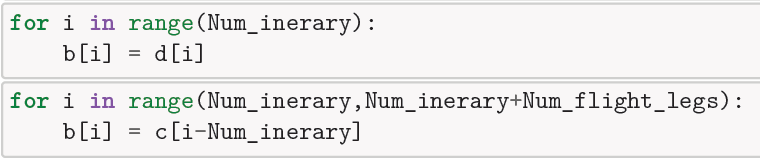 for i in range(Num_inerary):
    b[i] = d[i]
for i in range(Num_inerary,Num_inerary+Num_flight_legs):
    b[i] = c[i-Num_inerary]